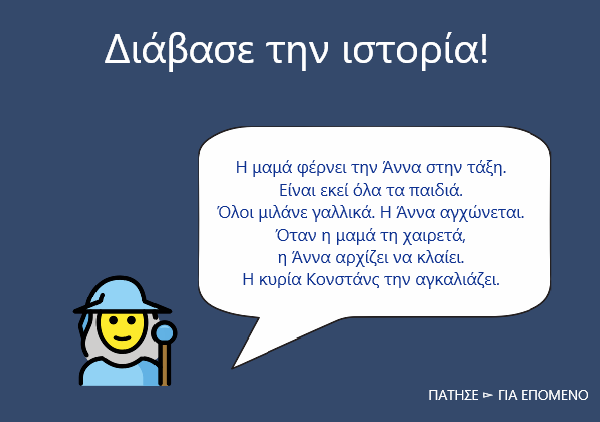 Διάβασε την ιστορία!
Η μαμά φέρνει την Άννα στην τάξη.
Είναι εκεί όλα τα παιδιά.
Όλοι μιλάνε γαλλικά. Η Άννα αγχώνεται.
Όταν η μαμά τη χαιρετά,
η Άννα αρχίζει να κλαίει.
Η κυρία Κονστάνς την αγκαλιάζει.
ΠΑΤΗΣΕ ► ΓΙΑ ΕΠΟΜΕΝΟ